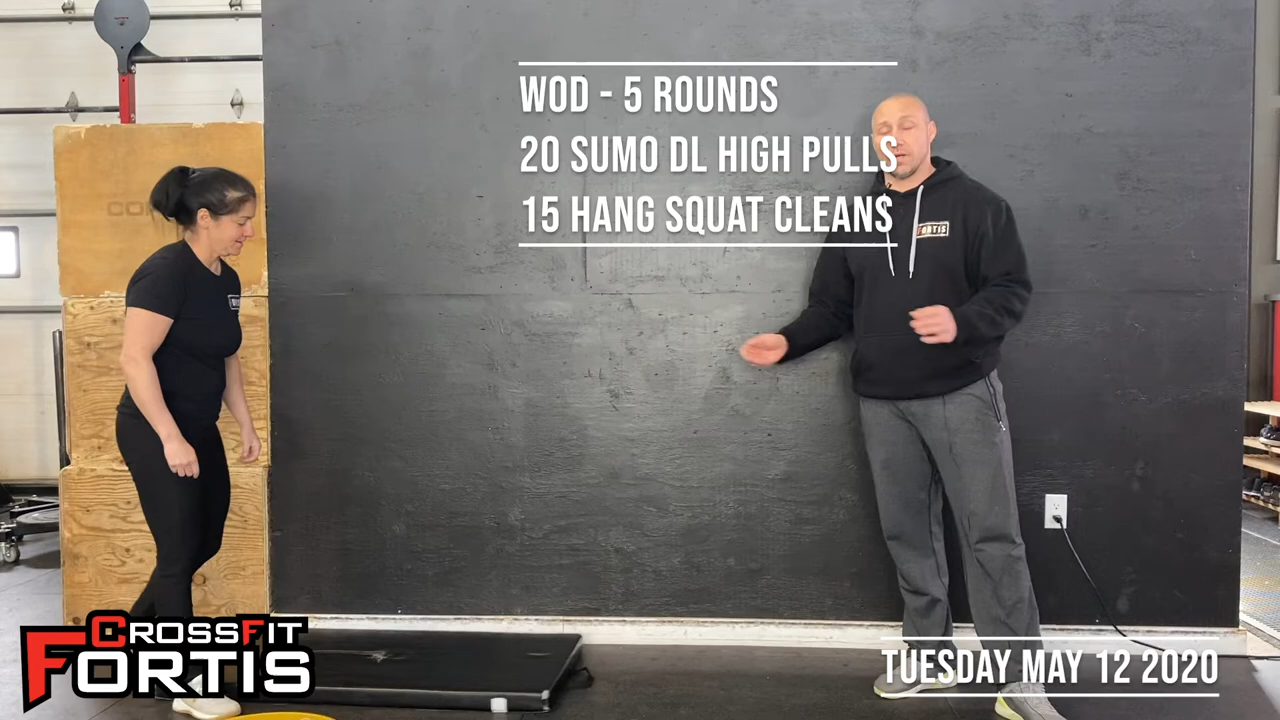 WOD - 5 ROUNDS
20 SUMO DL HIGH PULLS
15 HANG SQUAT CLEANS
FORTIS
CROSSFIT
FORTIS
TUESDAY MAY 12 2020